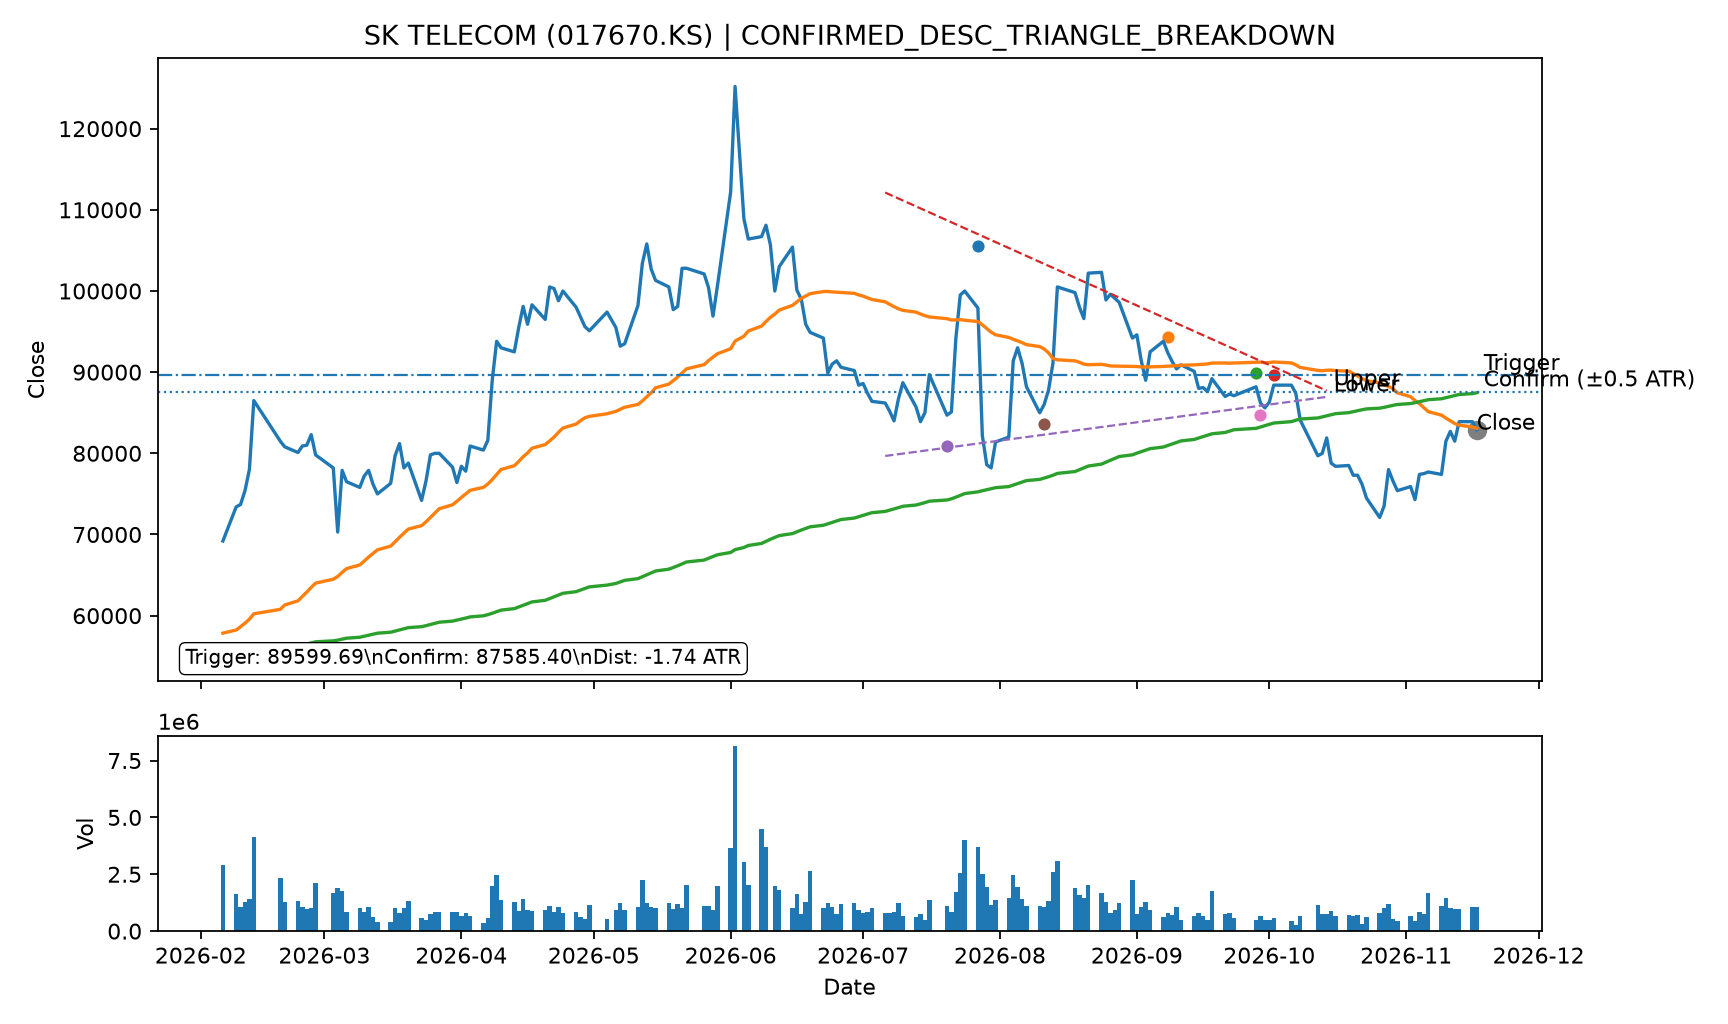 SK TELECOM (017670.KS) | CONFIRMED_DESC_TRIANGLE_BREAKDOWN
Close
120000
110000
100000
90000
80000
70000
60000
Trigger
Confirm (±0.5 ATR)
Upper
Lower
Close
Trigger: 89599.69\nConfirm: 87585.40\nDist: -1.74 ATR
1e6
Vol
7.5
5.0
2.5
0.0
2026-02 2026-03 2026-04 2026-05 2026-06 2026-07 2026-08 2026-09 2026-10 2026-11 2026-12
Date